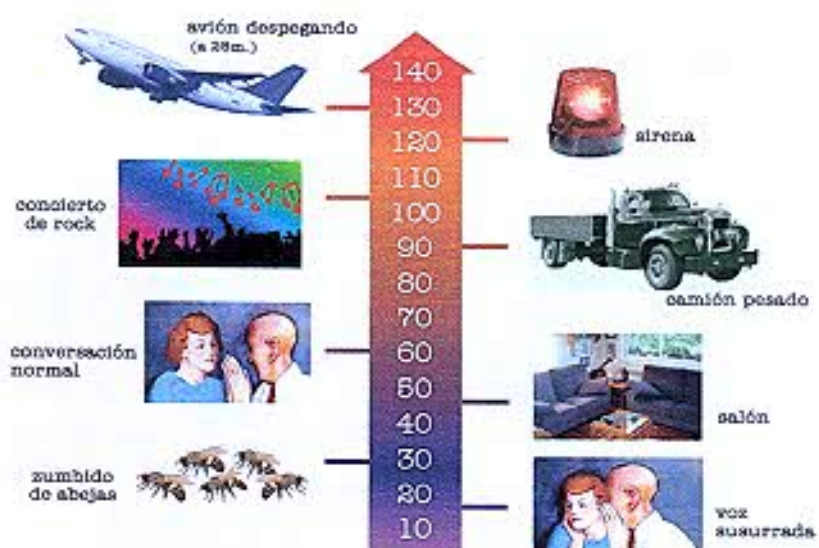 avión despegando
(a 25m.)
140
130
120
110
100
90
80
70
60
50
40
30
20
10
sirena
concierto
de rock
camión pesado
conversación
normal
salón
zumbido
de abejas
voz
susurrada